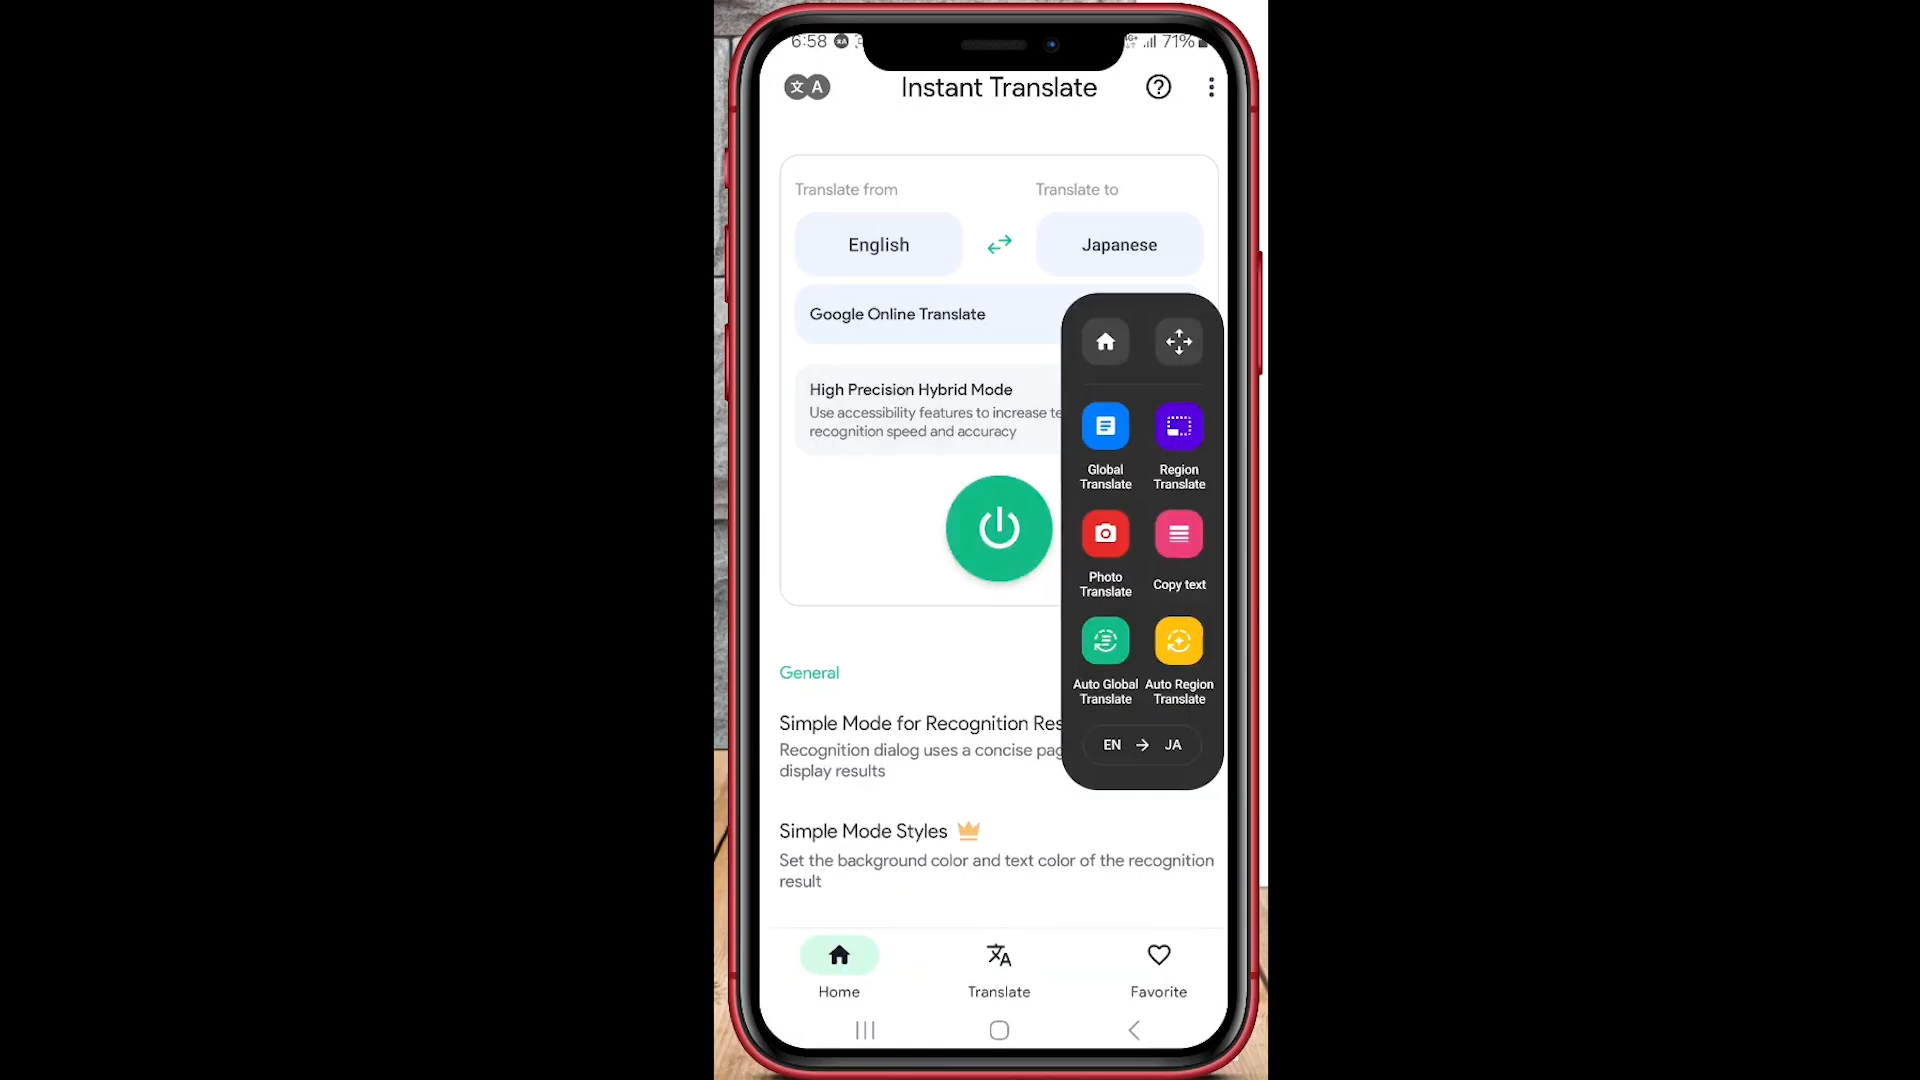 6:58
71%
文 A
Instant Translate
Translate from
Translate to
English
Japanese
Google Online Translate
High Precision Hybrid Mode
Use accessibility features to increase te
recognition speed and accuracy
Global
Translate
Region
Translate
Photo
Translate
Copy text
Auto Global
Translate
Auto Region
Translate
EN → JA
General
Simple Mode for Recognition Res
Recognition dialog uses a concise pag
display results
Simple Mode Styles
Set the background color and text color of the recognition
result
Home
Translate
Favorite